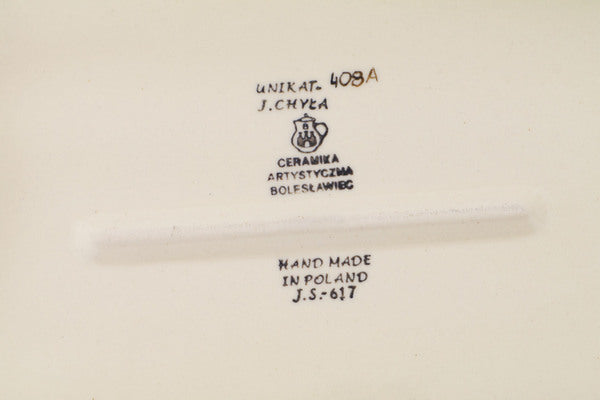 UNIKAT. 408A
J. CHYŁA
B
CERAMIKA
ARTYSTYCZNA
BOLESŁAWIEC
HAND MADE
IN POLAND
J.S.-617